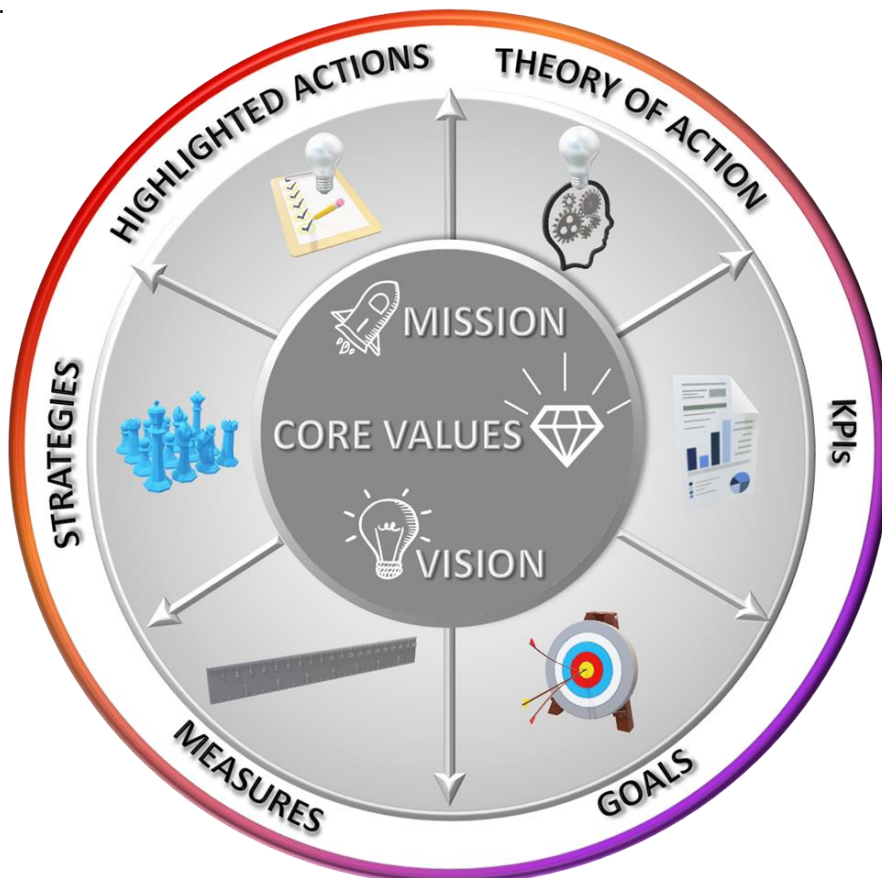 HIGHLIGHTED ACTIONS
THEORY OF ACTION
KPIs
GOALS
MEASURES
STRATEGIES
MISSION
CORE VALUES
VISION